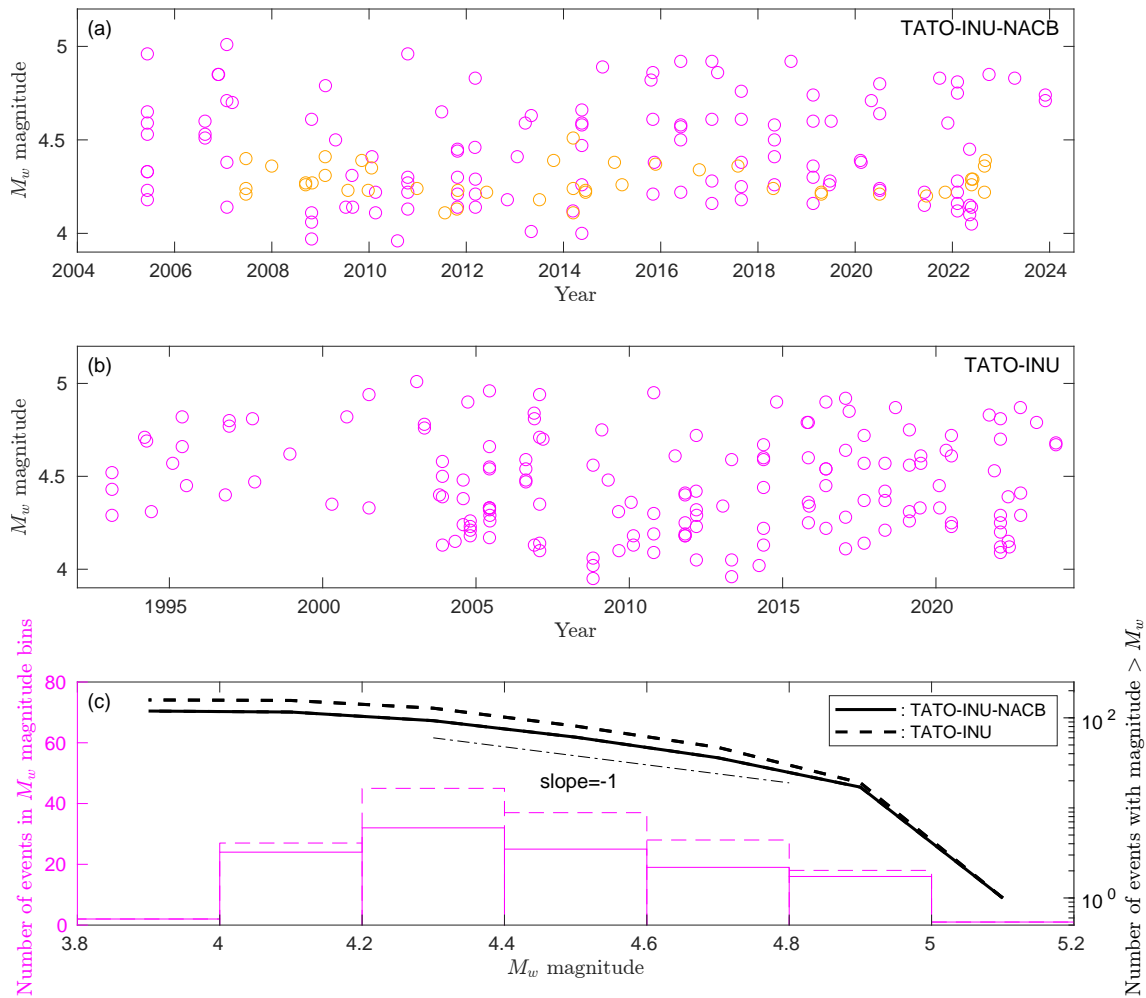 (a)
TATO-INU-NACB
5
4.5
4
M_w magnitude
2004 2006 2008 2010 2012 2014 2016 2018 2020 2022 2024
Year
(b)
TATO-INU
5
4.5
4
M_w magnitude
1995 2000 2005 2010 2015 2020
Year
(c)
Number of events in M_w magnitude bins
80
60
40
20
0
: TATO-INU-NACB
: TATO-INU
slope=-1
10^2
10^0
Number of events with magnitude > M_w
3.8 4 4.2 4.4 4.6 4.8 5 5.2
M_w magnitude